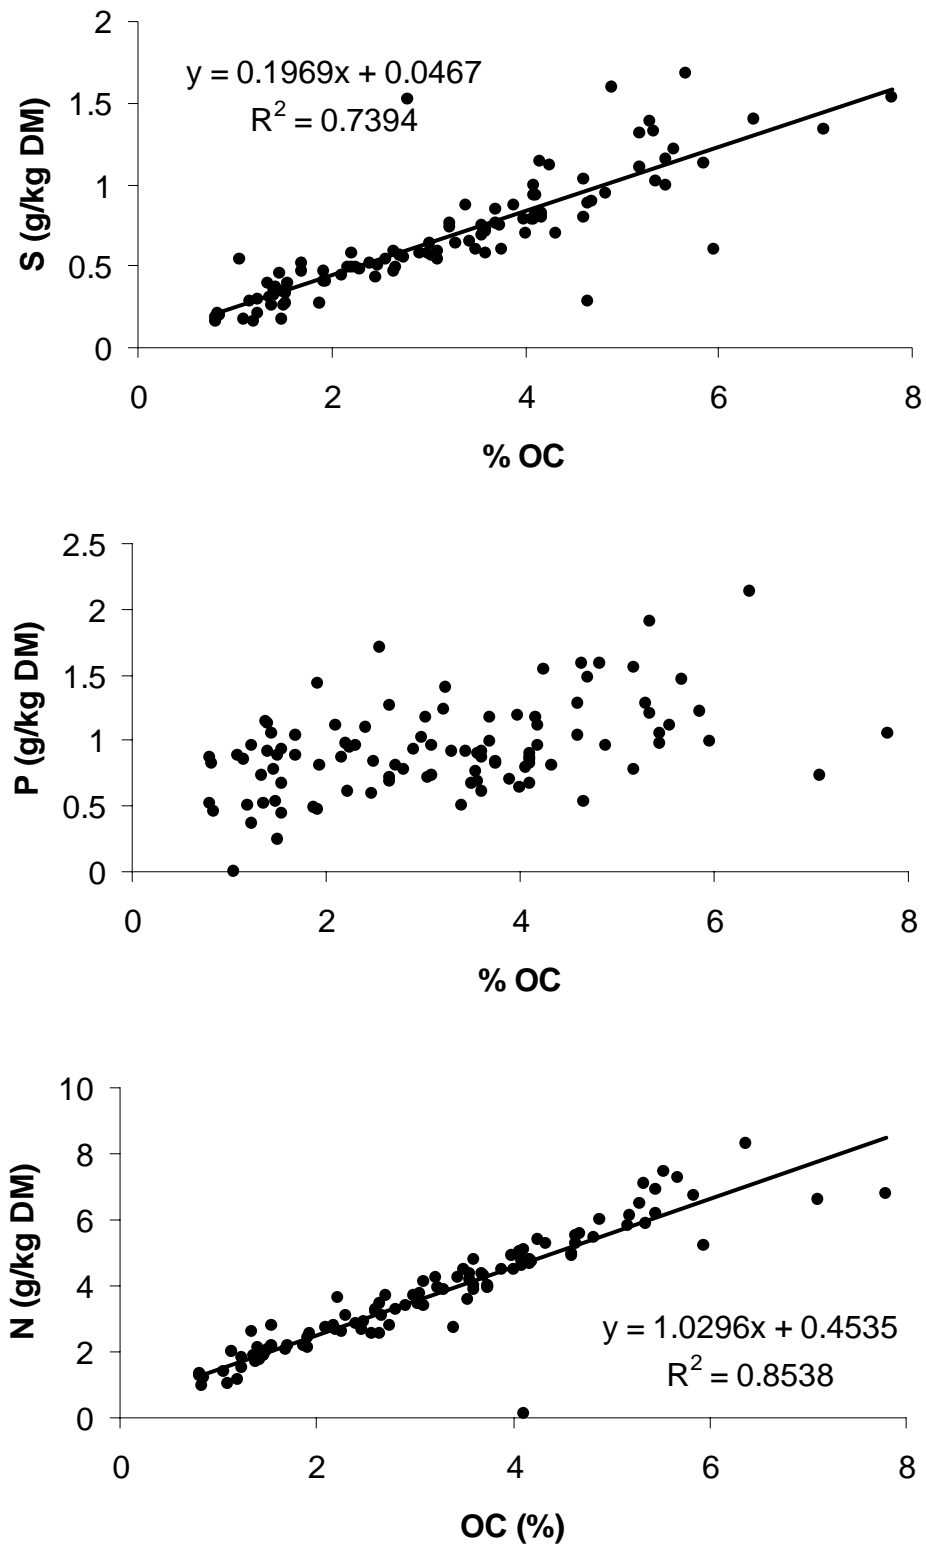 2
y = 0.1969x + 0.0467
R² = 0.7394
1.5
1
0.5
0
S (g/kg DM)
0 2 4 6 8
% OC
2.5
2
1.5
1
0.5
0
P (g/kg DM)
0 2 4 6 8
% OC
10
8
6
4
2
0
N (g/kg DM)
y = 1.0296x + 0.4535
R² = 0.8538
0 2 4 6 8
OC (%)